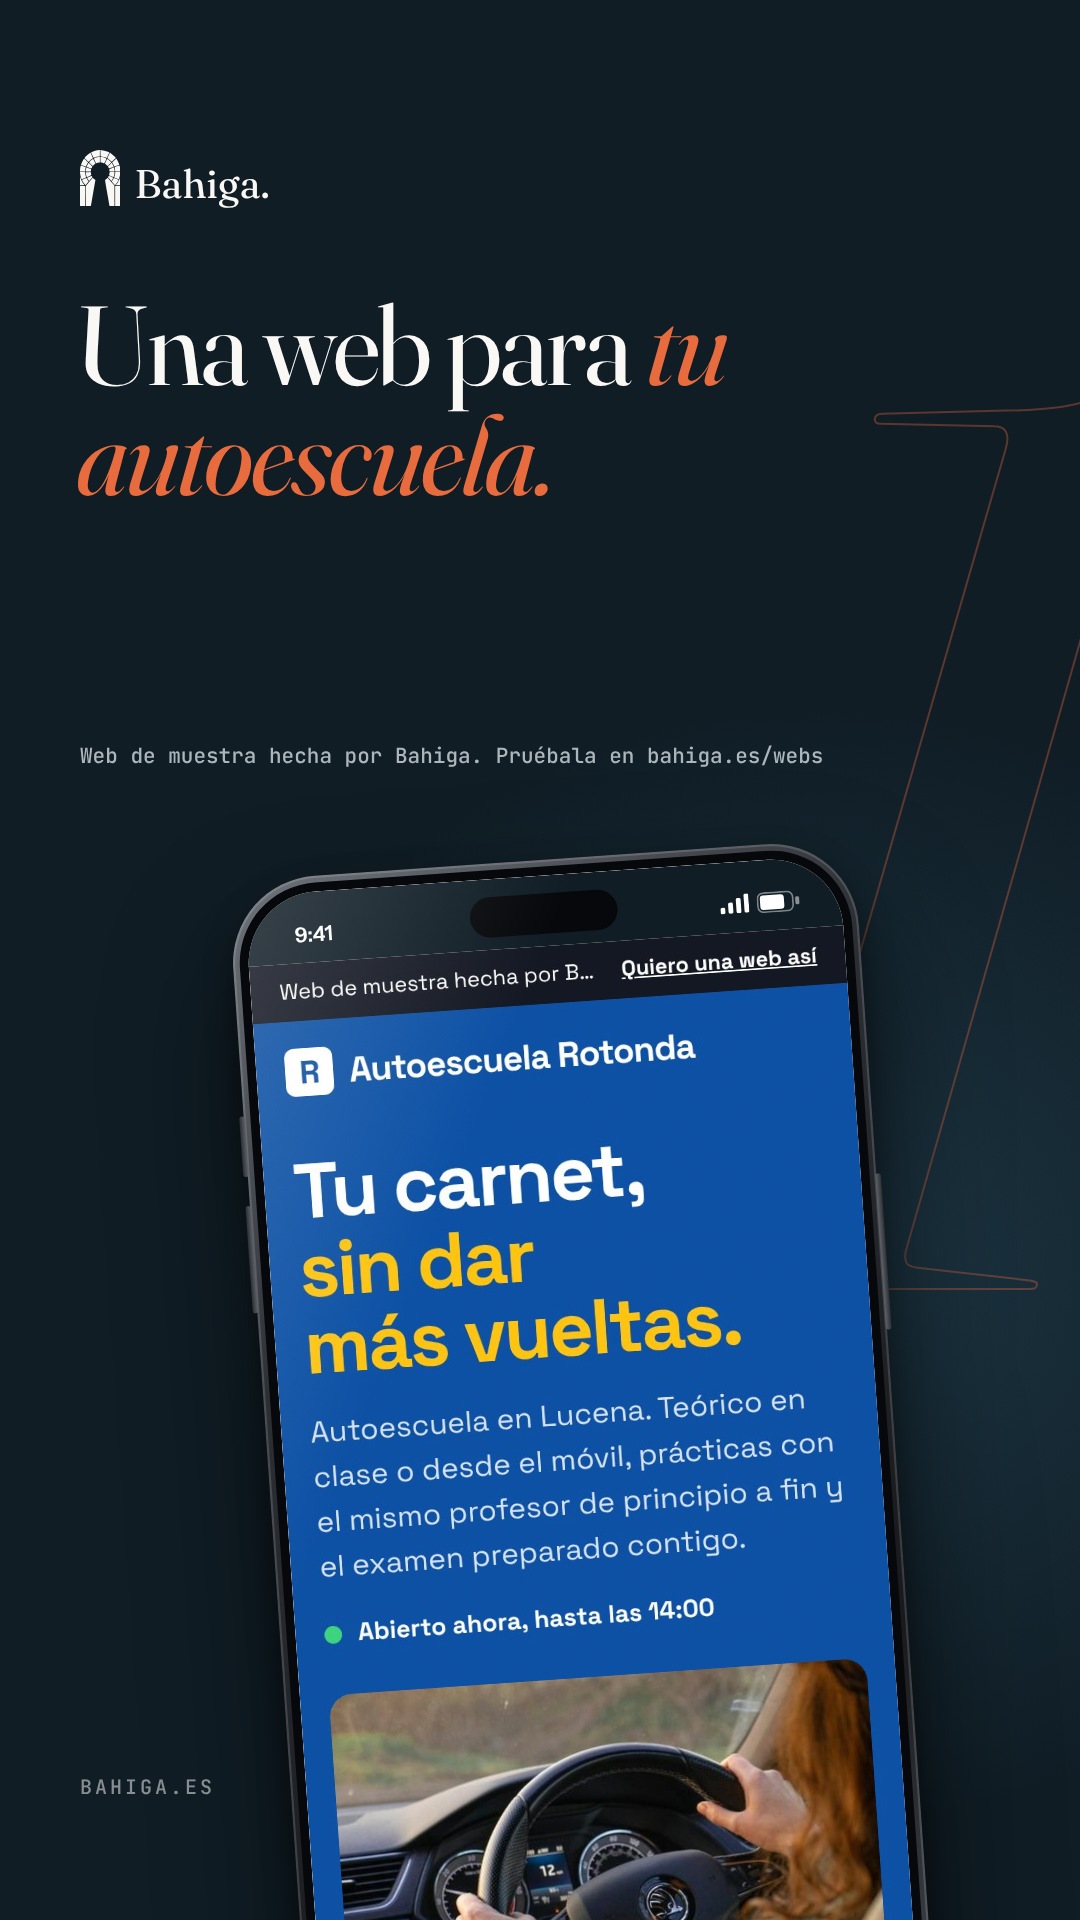 Bahiga.
Una web para tu
autoescuela.
Web de muestra hecha por Bahiga. Pruébala en bahiga.es/webs
9:41
Web de muestra hecha por B... Quiero una web así
R Autoescuela Rotonda
Tu carnet,
sin dar
más vueltas.
Autoescuela en Lucena. Teórico en
clase o desde el móvil, prácticas con
el mismo profesor de principio a fin y
el examen preparado contigo.
Abierto ahora, hasta las 14:00
BAHIGA.ES
72